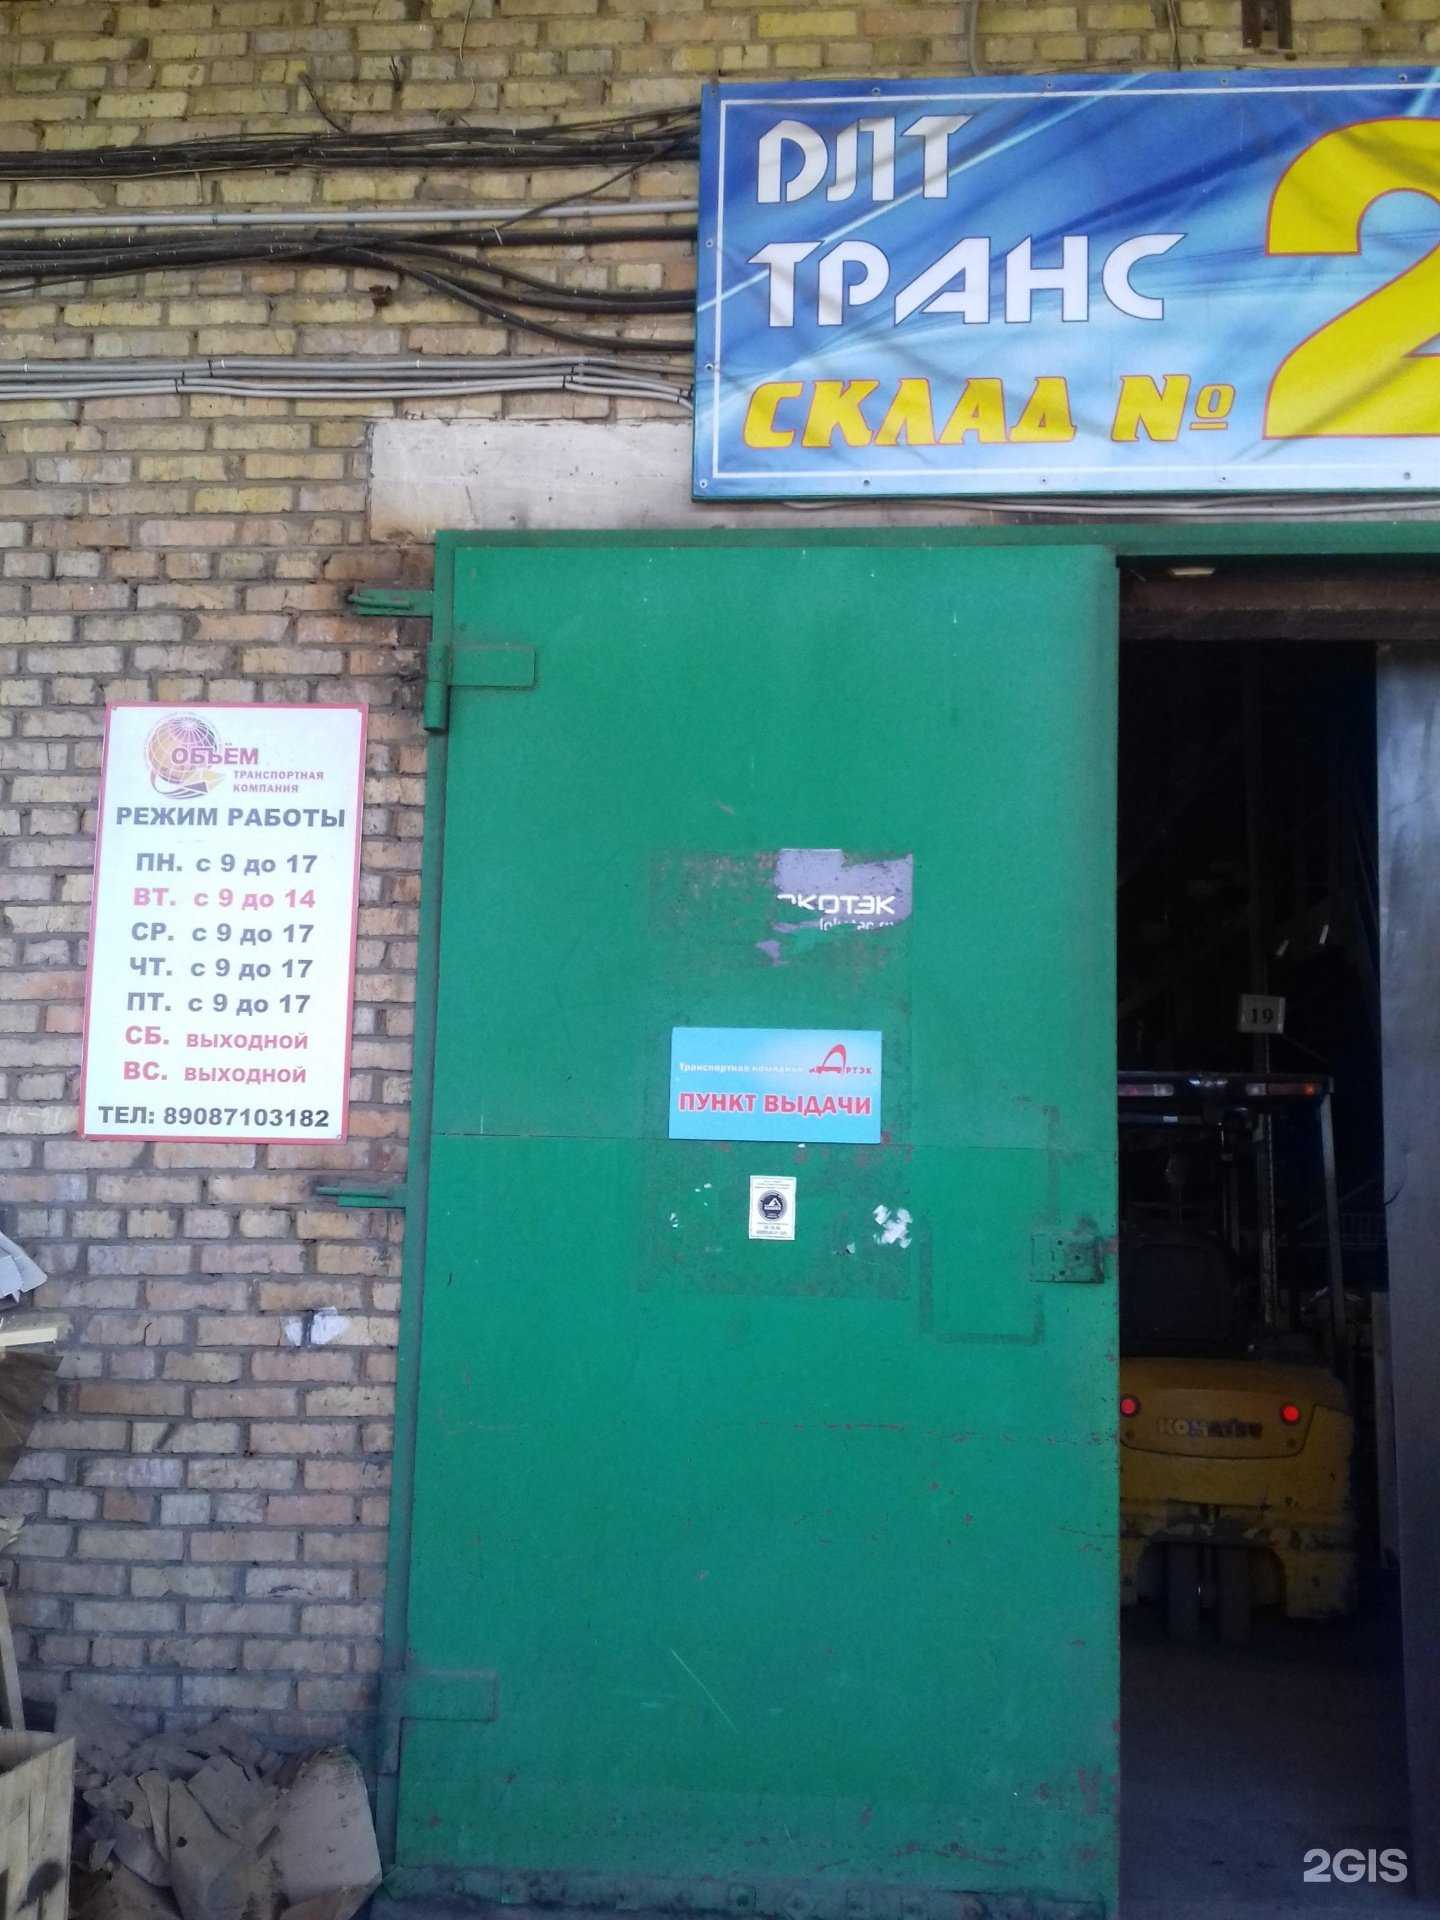 ДЛТ
ТРАНС
СКЛАД № 2
ОБЪЁМ
ТРАНСПОРТНАЯ
КОМПАНИЯ
РЕЖИМ РАБОТЫ
ПН. с 9 до 17
ВТ. с 9 до 14
СР. с 9 до 17
ЧТ. с 9 до 17
ПТ. с 9 до 17
СБ. ВЫХОДНОЙ
ВС. ВЫХОДНОЙ
ТЕЛ: 89087103182
ЭКОТЭК
Транспортная компания АРТЭК
ПУНКТ ВЫДАЧИ
19
KOMATSU
2GIS